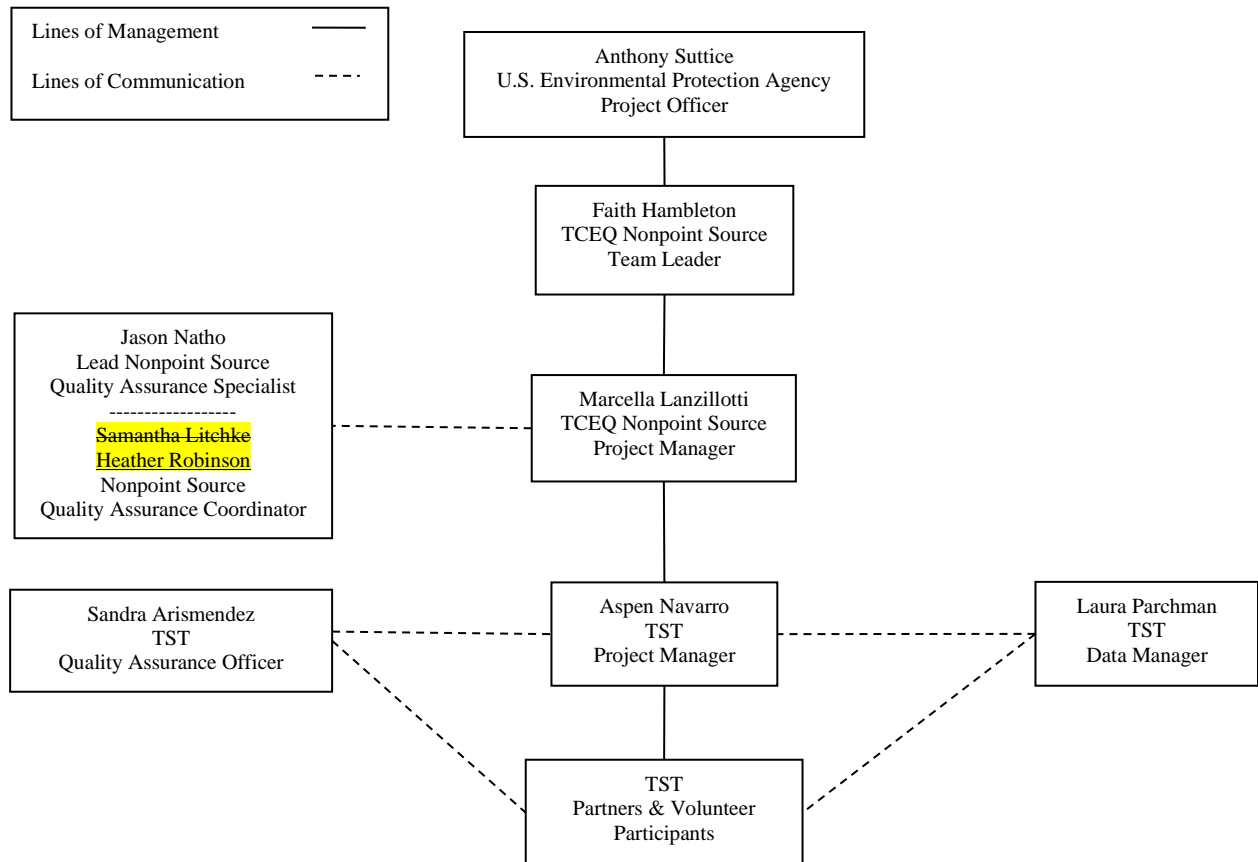 Lines of Management
Lines of Communication
Anthony Suttice
U.S. Environmental Protection Agency
Project Officer
Faith Hambleton
TCEQ Nonpoint Source
Team Leader
Jason Natho
Lead Nonpoint Source
Quality Assurance Specialist
------------------
Samantha Litchke
Heather Robinson
Nonpoint Source
Quality Assurance Coordinator
Marcella Lanzillotti
TCEQ Nonpoint Source
Project Manager
Sandra Arismendez
TST
Quality Assurance Officer
Aspen Navarro
TST
Project Manager
Laura Parchman
TST
Data Manager
TST
Partners & Volunteer
Participants